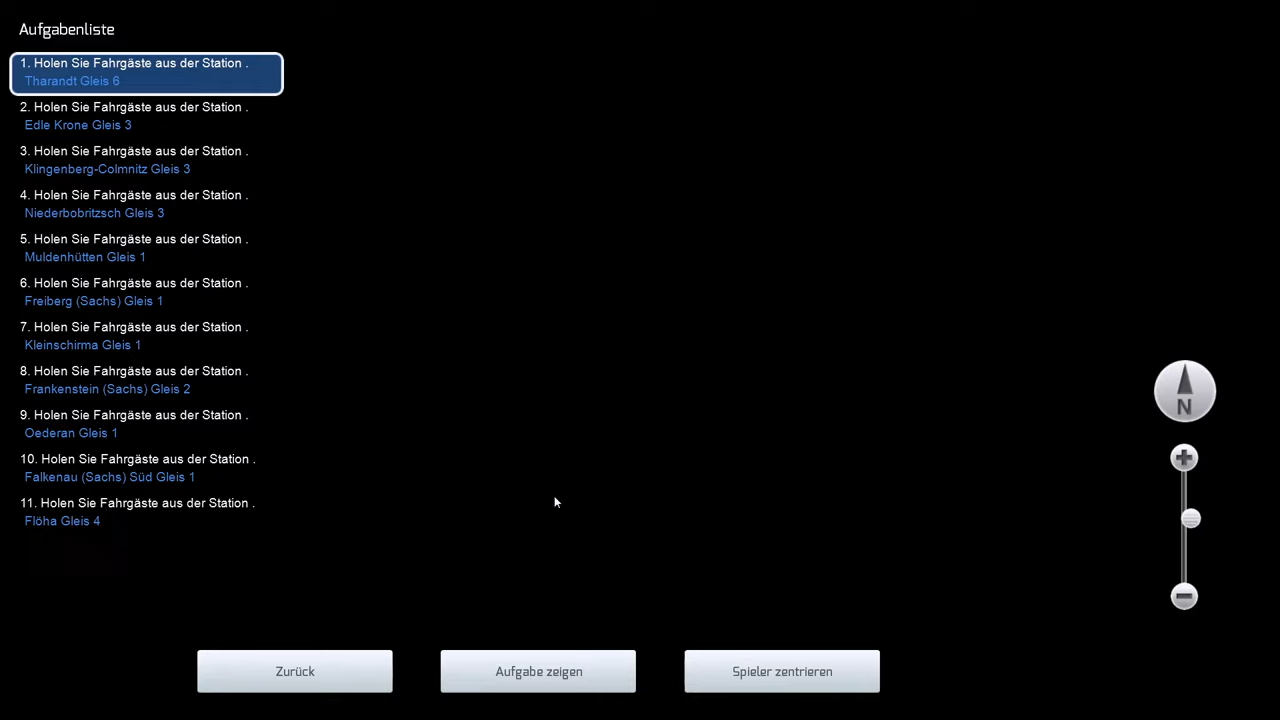 Aufgabenliste
1. Holen Sie Fahrgäste aus der Station .
Tharandt Gleis 6
2. Holen Sie Fahrgäste aus der Station .
Edle Krone Gleis 3
3. Holen Sie Fahrgäste aus der Station .
Klingenberg-Colmnitz Gleis 3
4. Holen Sie Fahrgäste aus der Station .
Niederbobritzsch Gleis 3
5. Holen Sie Fahrgäste aus der Station .
Muldenhütten Gleis 1
6. Holen Sie Fahrgäste aus der Station .
Freiberg (Sachs) Gleis 1
7. Holen Sie Fahrgäste aus der Station .
Kleinschirma Gleis 1
8. Holen Sie Fahrgäste aus der Station .
Frankenstein (Sachs) Gleis 2
9. Holen Sie Fahrgäste aus der Station .
Oederan Gleis 1
10. Holen Sie Fahrgäste aus der Station .
Falkenau (Sachs) Süd Gleis 1
11. Holen Sie Fahrgäste aus der Station .
Flöha Gleis 4
N
Zurück
Aufgabe zeigen
Spieler zentrieren